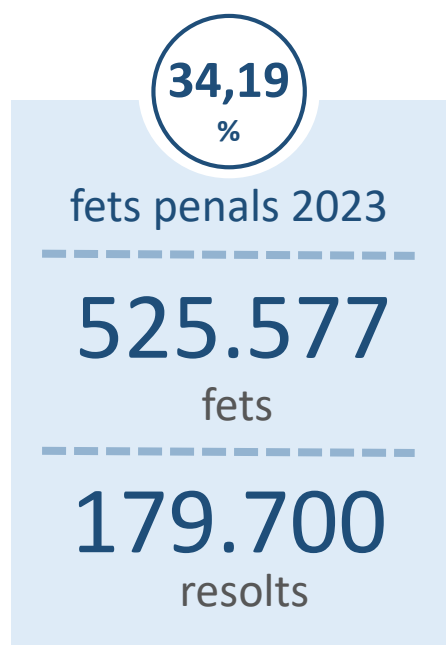 34,19
%
fets penals 2023
525.577
fets
179.700
resolts